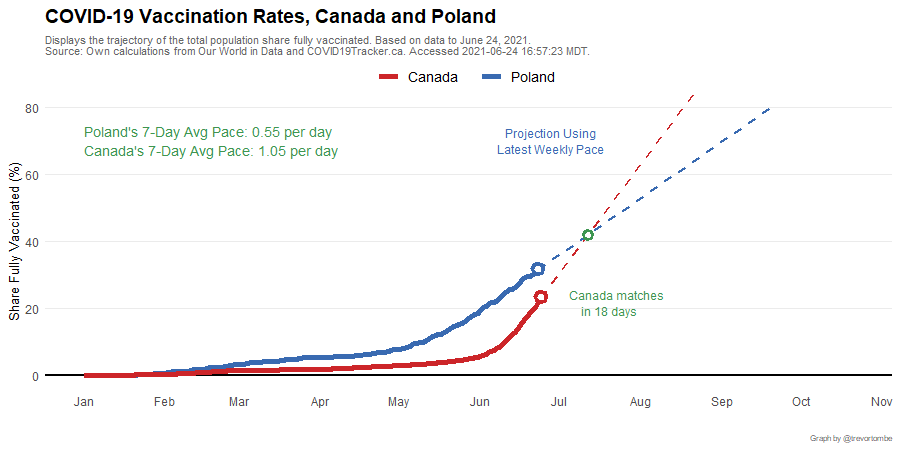 COVID-19 Vaccination Rates, Canada and Poland
Displays the trajectory of the total population share fully vaccinated. Based on data to June 24, 2021.
Source: Own calculations from Our World in Data and COVID19Tracker.ca. Accessed 2021-06-24 16:57:23 MDT.
Canada Poland
80
Poland's 7-Day Avg Pace: 0.55 per day
Canada's 7-Day Avg Pace: 1.05 per day
Projection Using
Latest Weekly Pace
60
Share Fully Vaccinated (%)
40
Canada matches
in 18 days
20
0
Jan Feb Mar Apr May Jun Jul Aug Sep Oct Nov
Graph by @trevortombe